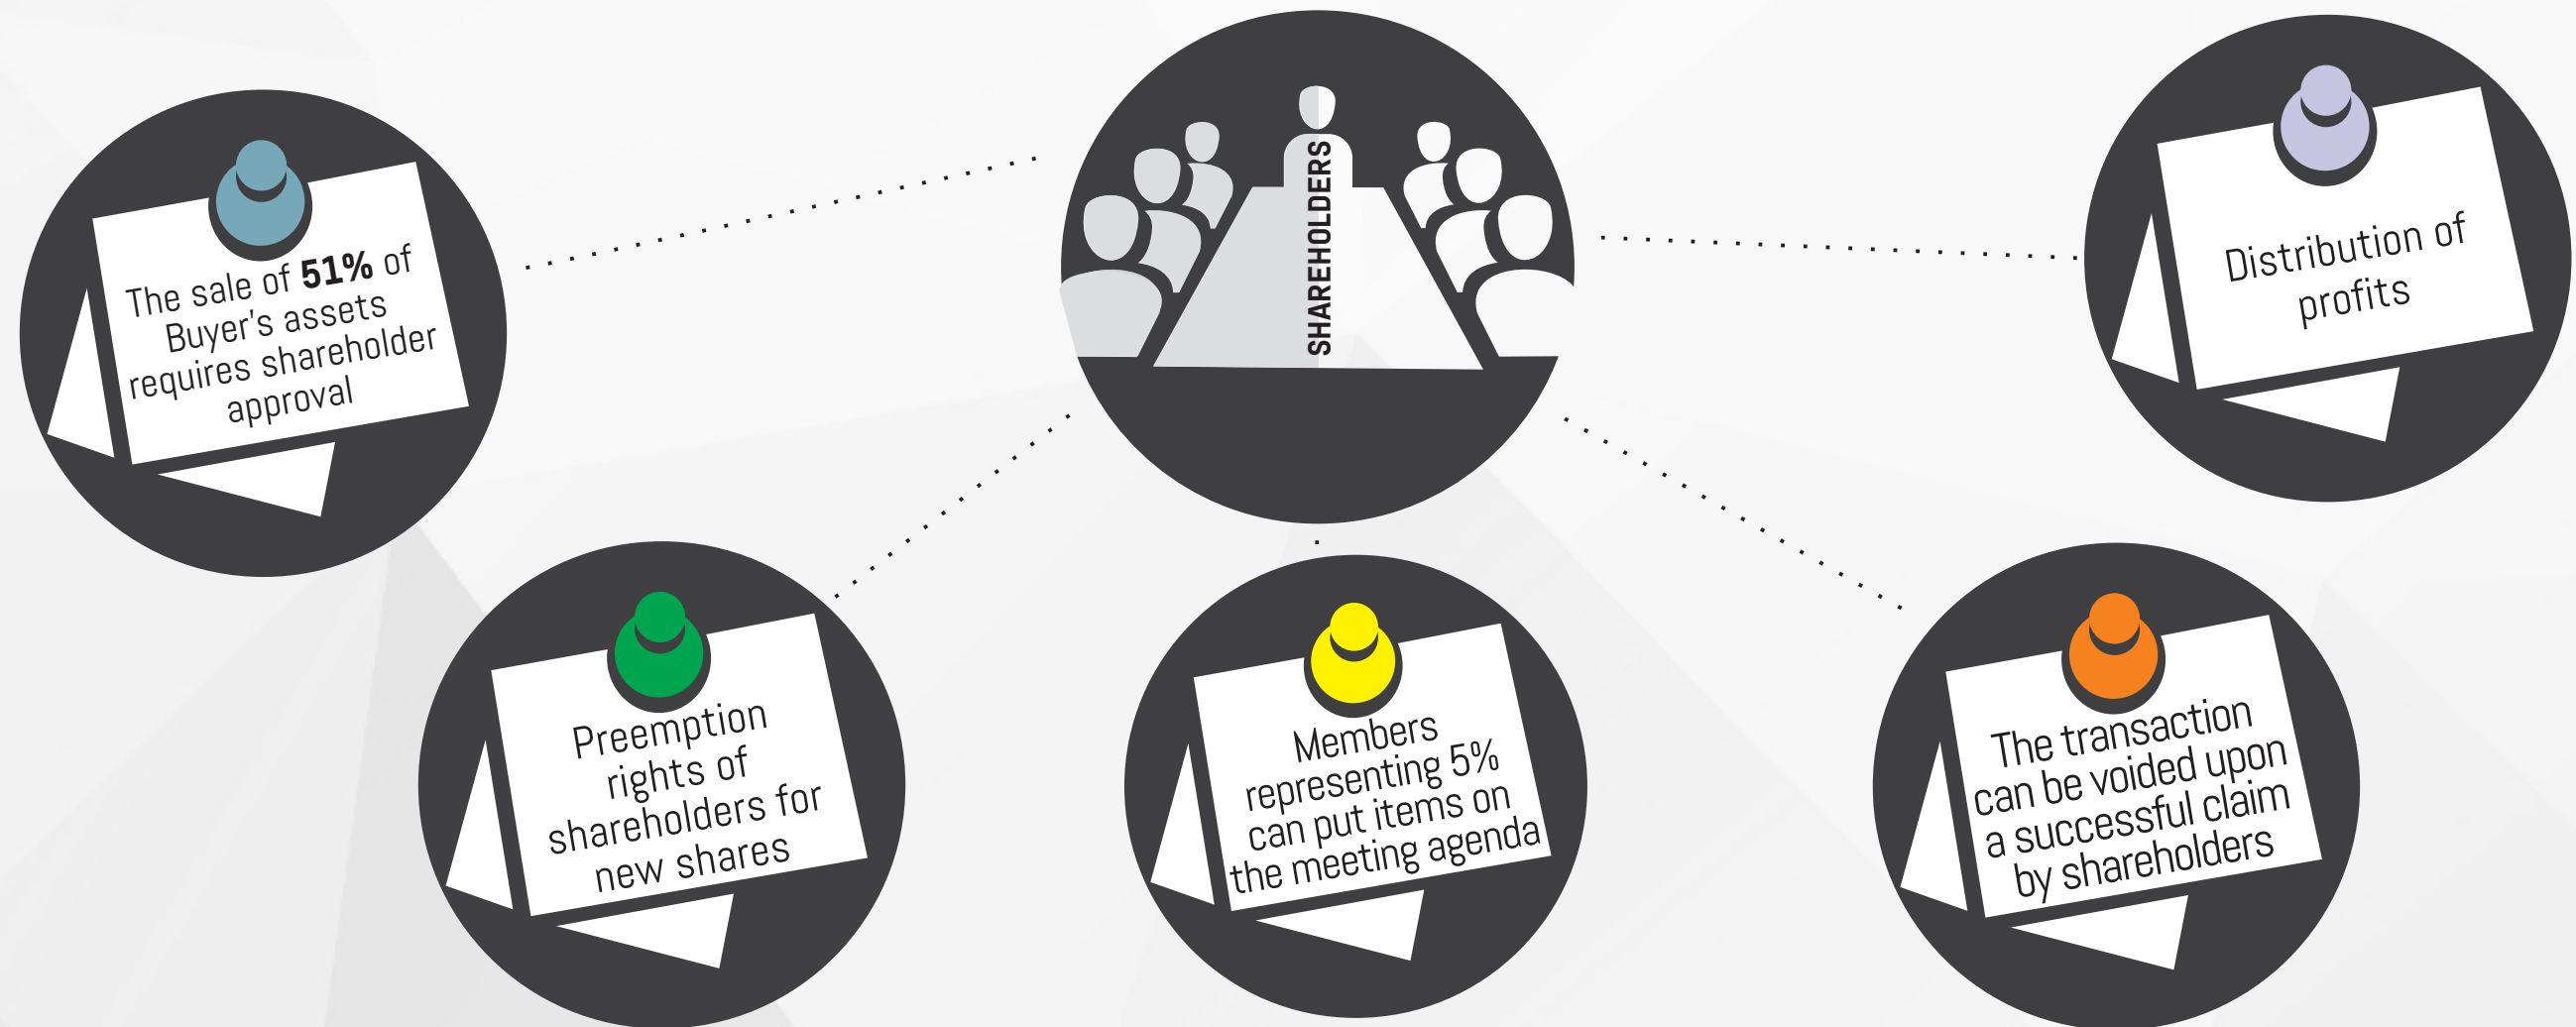 SHAREHOLDERS
The sale of 51% of
Buyer's assets
requires shareholder
approval
Distribution of
profits
Preemption
rights of
shareholders for
new shares
Members
representing 5%
can put items on
the meeting agenda
The transaction
can be voided upon
a successful claim
by shareholders